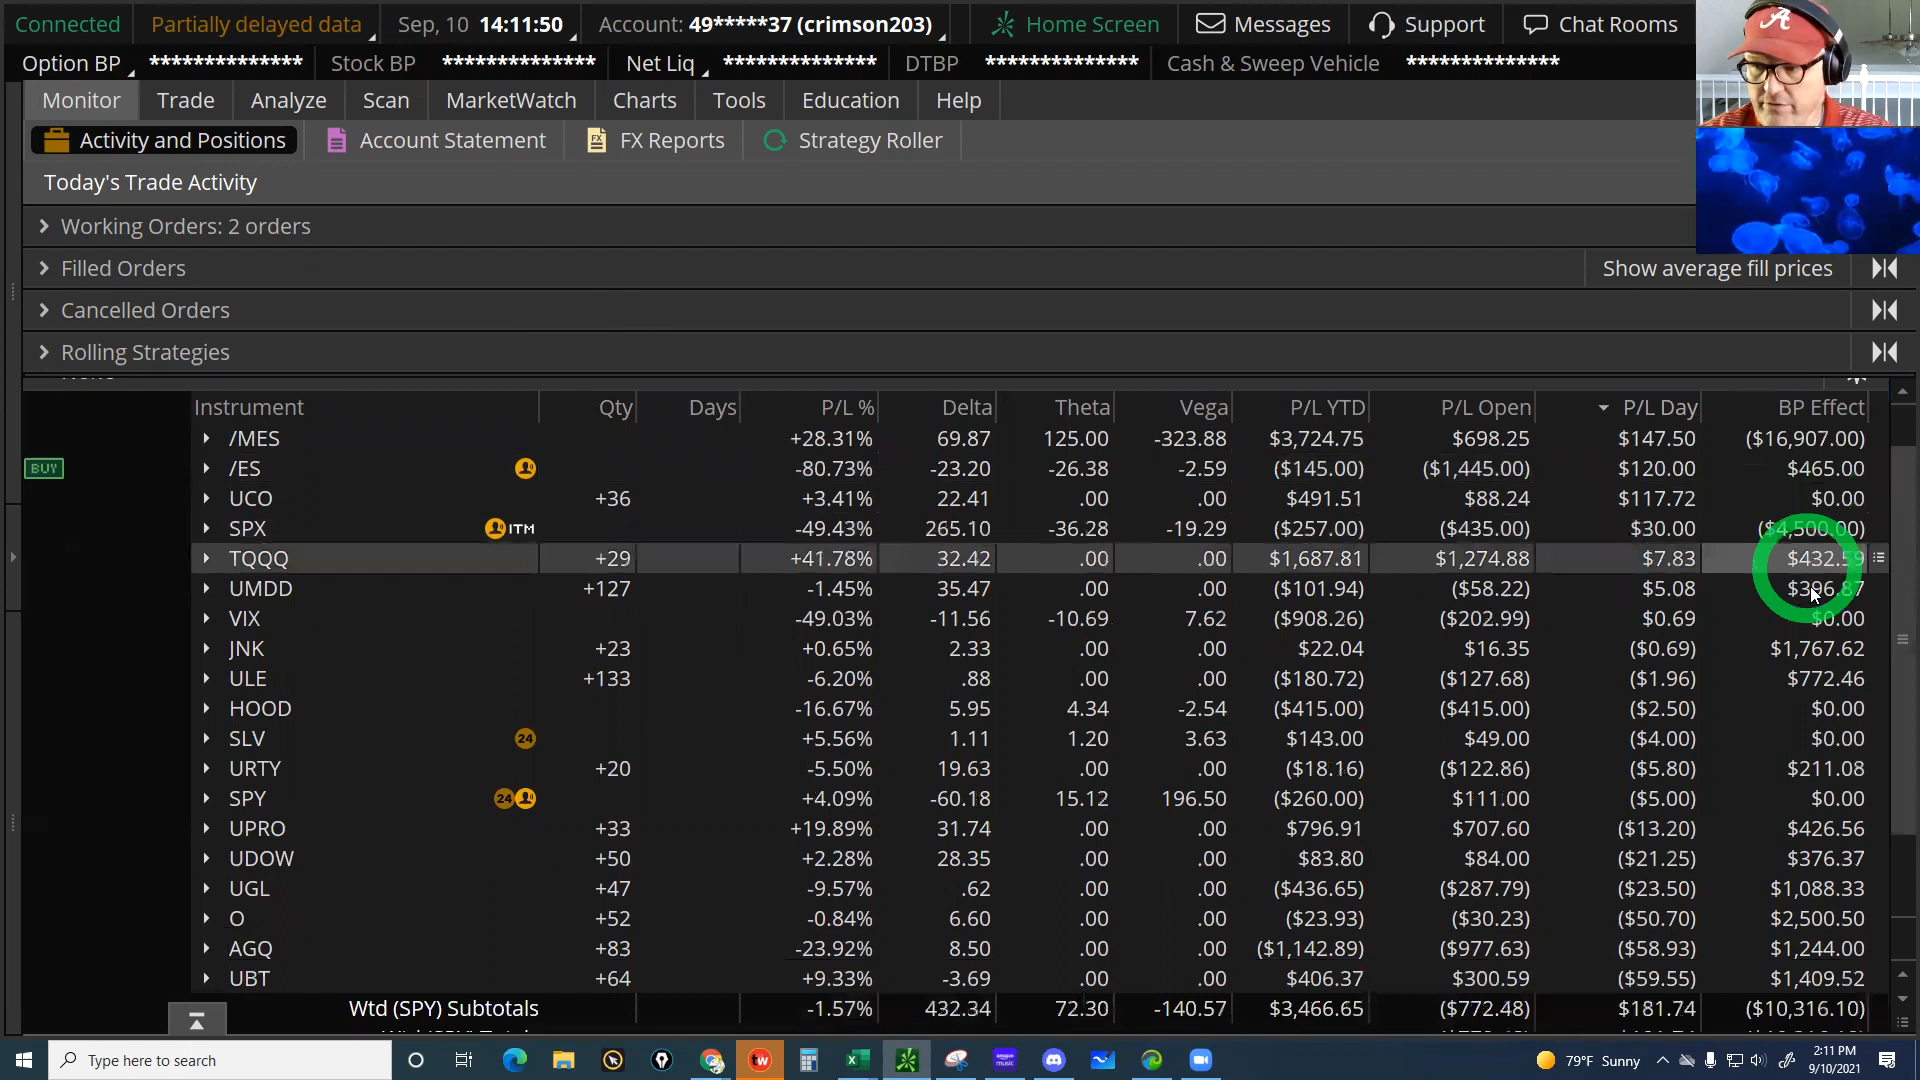 Connected Partially delayed data Sep, 10 14:11:50 Account: 49*****37 (crimson203) Home Screen Messages Support Chat Rooms
Option BP ************** Stock BP ************** Net Liq ************** DTBP ************** Cash & Sweep Vehicle **************
Monitor Trade Analyze Scan MarketWatch Charts Tools Education Help
Activity and Positions Account Statement FX FX Reports Strategy Roller
Today's Trade Activity
Working Orders: 2 orders
Filled Orders Show average fill prices
Cancelled Orders
Rolling Strategies
Instrument Qty Days P/L % Delta Theta Vega P/L YTD P/L Open P/L Day BP Effect
/MES +28.31% 69.87 125.00 -323.88 $3,724.75 $698.25 $147.50 ($16,907.00)
BUY /ES -80.73% -23.20 -26.38 -2.59 ($145.00) ($1,445.00) $120.00 $465.00
UCO +36 +3.41% 22.41 .00 .00 $491.51 $88.24 $117.72 $0.00
SPX ITM -49.43% 265.10 -36.28 -19.29 ($257.00) ($435.00) $30.00 ($4,500.00)
TQQQ +29 +41.78% 32.42 .00 .00 $1,687.81 $1,274.88 $7.83 $432.59
UMDD +127 -1.45% 35.47 .00 .00 ($101.94) ($58.22) $5.08 $396.87
VIX -49.03% -11.56 -10.69 7.62 ($908.26) ($202.99) $0.69 $0.00
JNK +23 +0.65% 2.33 .00 .00 $22.04 $16.35 ($0.69) $1,767.62
ULE +133 -6.20% .88 .00 .00 ($180.72) ($127.68) ($1.96) $772.46
HOOD -16.67% 5.95 4.34 -2.54 ($415.00) ($415.00) ($2.50) $0.00
SLV 24 +5.56% 1.11 1.20 3.63 $143.00 $49.00 ($4.00) $0.00
URTY +20 -5.50% 19.63 .00 .00 ($18.16) ($122.86) ($5.80) $211.08
SPY 24 +4.09% -60.18 15.12 196.50 ($260.00) $111.00 ($5.00) $0.00
UPRO +33 +19.89% 31.74 .00 .00 $796.91 $707.60 ($13.20) $426.56
UDOW +50 +2.28% 28.35 .00 .00 $83.80 $84.00 ($21.25) $376.37
UGL +47 -9.57% .62 .00 .00 ($436.65) ($287.79) ($23.50) $1,088.33
O +52 -0.84% 6.60 .00 .00 ($23.93) ($30.23) ($50.70) $2,500.50
AGQ +83 -23.92% 8.50 .00 .00 ($1,142.89) ($977.63) ($58.93) $1,244.00
UBT +64 +9.33% -3.69 .00 .00 $406.37 $300.59 ($59.55) $1,409.52
Wtd (SPY) Subtotals -1.57% 432.34 72.30 -140.57 $3,466.65 ($772.48) $181.74 ($10,316.10)
Type here to search tw 79°F Sunny 2:11 PM
9/10/2021